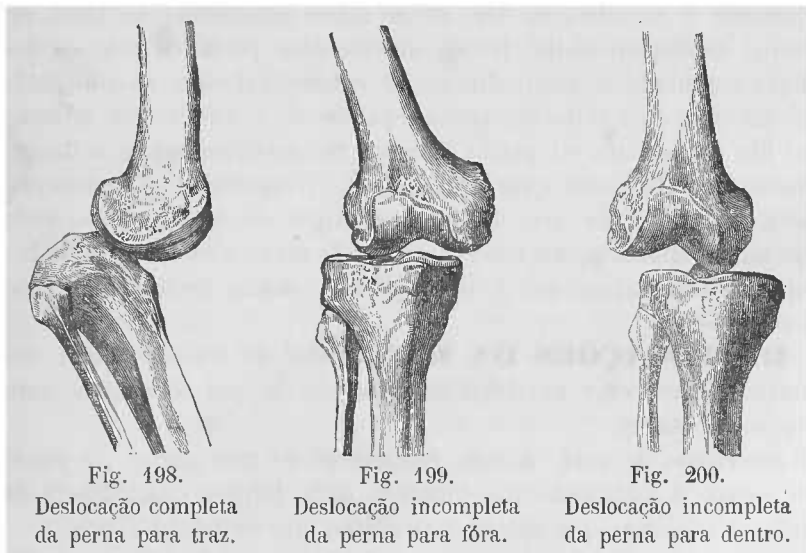 Fig. 198.
Deslocação completa
da perna para traz.
Fig. 199.
Deslocação incompleta
da perna para fóra.
Fig. 200.
Deslocação incompleta
da perna para dentro.